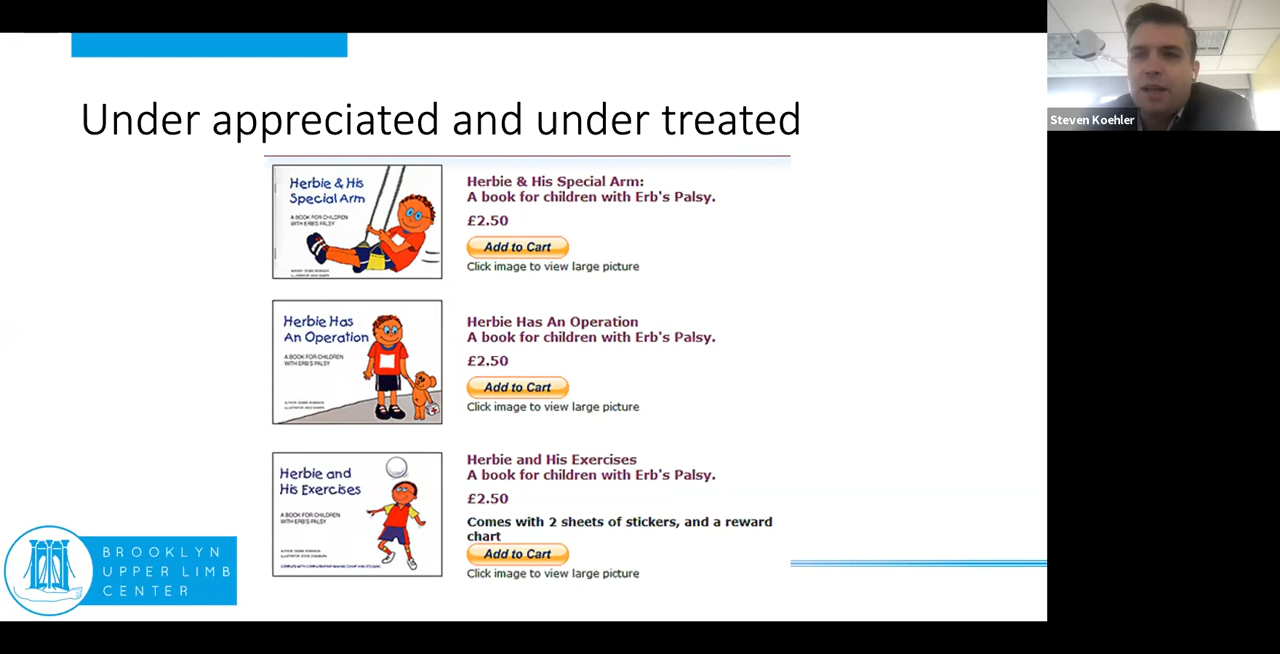 Under appreciated and under treated
Steven Koehler
Herbie & His
Special Arm
A BOOK FOR CHILDREN
WITH ERB'S PALSY
Herbie & His Special Arm:
A book for children with Erb's Palsy.
£2.50
Add to Cart
Click image to view large picture
Herbie Has
An Operation
A BOOK FOR CHILDREN
WITH ERB'S PALSY
Herbie Has An Operation
A book for children with Erb's Palsy.
£2.50
Add to Cart
Click image to view large picture
Herbie and
His Exercises
A BOOK FOR CHILDREN
WITH ERB'S PALSY
Herbie and His Exercises
A book for children with Erb's Palsy.
£2.50
Comes with 2 sheets of stickers, and a reward
chart
Add to Cart
Click image to view large picture
BROOKLYN
UPPER LIMB
CENTER